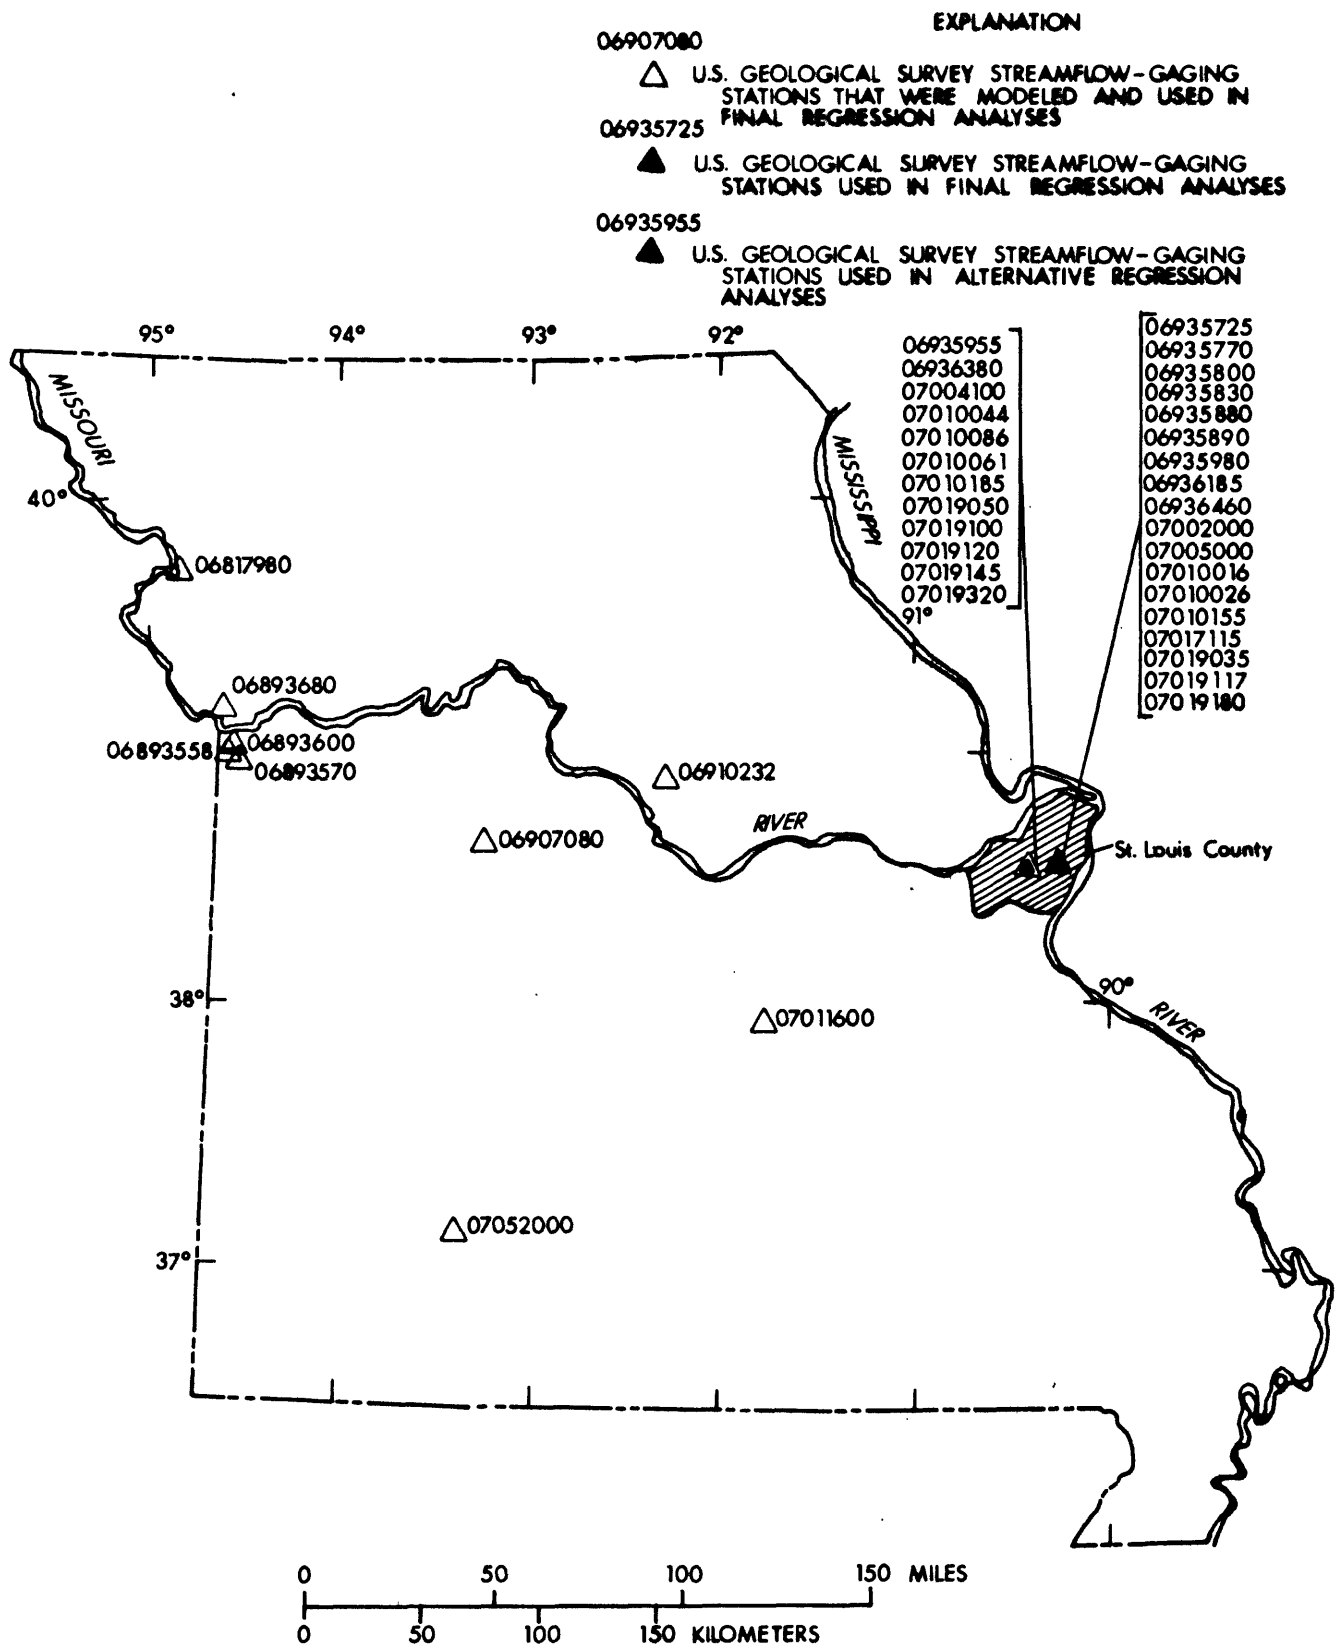 EXPLANATION
06907080
U.S. GEOLOGICAL SURVEY STREAMFLOW-GAGING
STATIONS THAT WERE MODELED AND USED IN
FINAL REGRESSION ANALYSES
06935725
U.S. GEOLOGICAL SURVEY STREAMFLOW-GAGING
STATIONS USED IN FINAL REGRESSION ANALYSES
06935955
U.S. GEOLOGICAL SURVEY STREAMFLOW-GAGING
STATIONS USED IN ALTERNATIVE REGRESSION
ANALYSES
95° 94° 93° 92°
06935955
06936380
07004100
07010044
07010086
07010061
07010185
07019050
07019100
07019120
07019145
07019320
91°
06935725
06935770
06935800
06935830
06935880
06935890
06935980
06936185
06936460
07002000
07005000
07010016
07010026
07010155
07017115
07019035
07019117
07019180
MISSOURI
MISSISSIPPI
40°
06817980
06893680
06893558
06893600
06893570
06910232
06907080
RIVER
St. Louis County
38°
90°
07011600
RIVER
07052000
37°
0 50 100 150 MILES
0 50 100 150 KILOMETERS